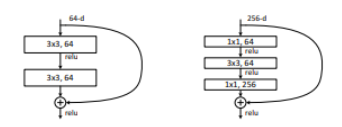 64-d
3x3, 64
relu
3x3, 64
relu
256-d
1x1, 64
relu
3x3, 64
relu
1x1, 256
relu